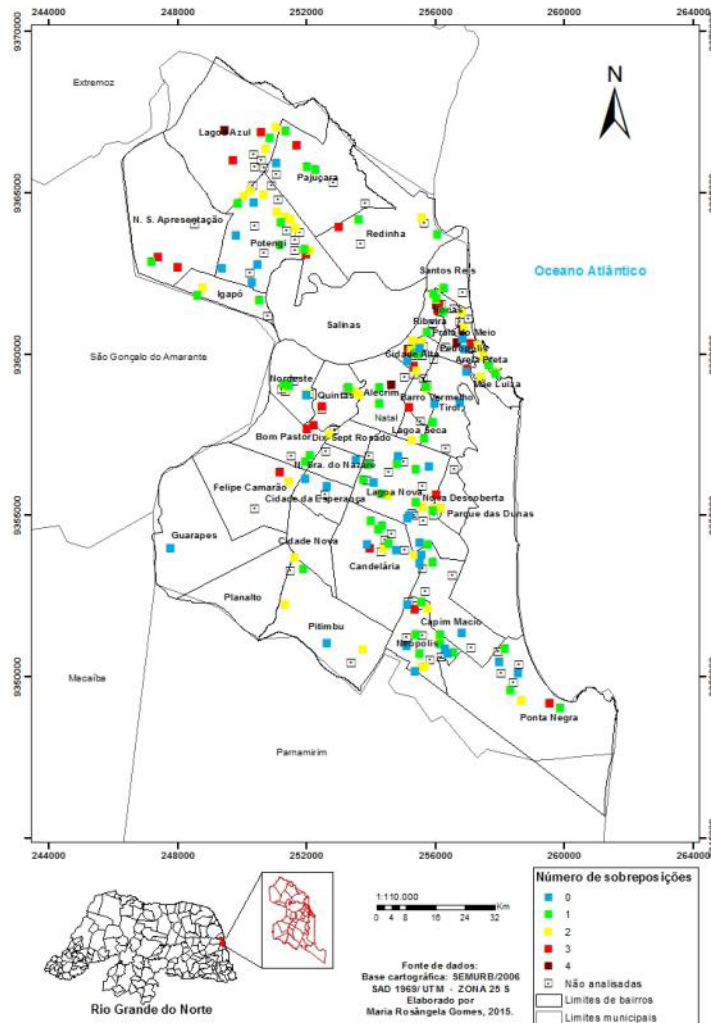 244000 248000 252000 256000 260000 264000
9370000
Extremoz
N
Lagoa Azul
Pajuçara
9365000
N. S. Apresentação
Redinha
Potengi
Santos Reis
Oceano Atlântico
Igapó
Salinas
Rocas
Ribeira
Praia do Meio
São Gonçalo do Amarante
9360000
Petrópolis
Cidade Alta
Areia Preta
Mãe Luiza
Nordeste
Quintas
Alecrim
Barro Vermelho
Tirol
Natal
Bom Pastor
Dix-Sept Rosado
Lagoa Seca
N. Sra. do Nazaré
Felipe Camarão
Lagoa Nova
Nova Descoberta
Cidade da Esperança
Parque das Dunas
9355000
Guarapes
Cidade Nova
Candelária
Planalto
Pitimbu
Capim Macio
Neópolis
9350000
Macaíba
Ponta Negra
Parnamirim
244000 248000 252000 256000 260000 264000
Número de sobreposições
0
1
2
3
4
Não analisadas
Limites de bairros
Limites municipais
1:110.000
Km
0 4 8 16 24 32
Fonte de dados:
Base cartográfica: SEMURB/2006
SAD 1969/ UTM - ZONA 25 S
Elaborado por
Maria Rosângela Gomes, 2015.
Rio Grande do Norte